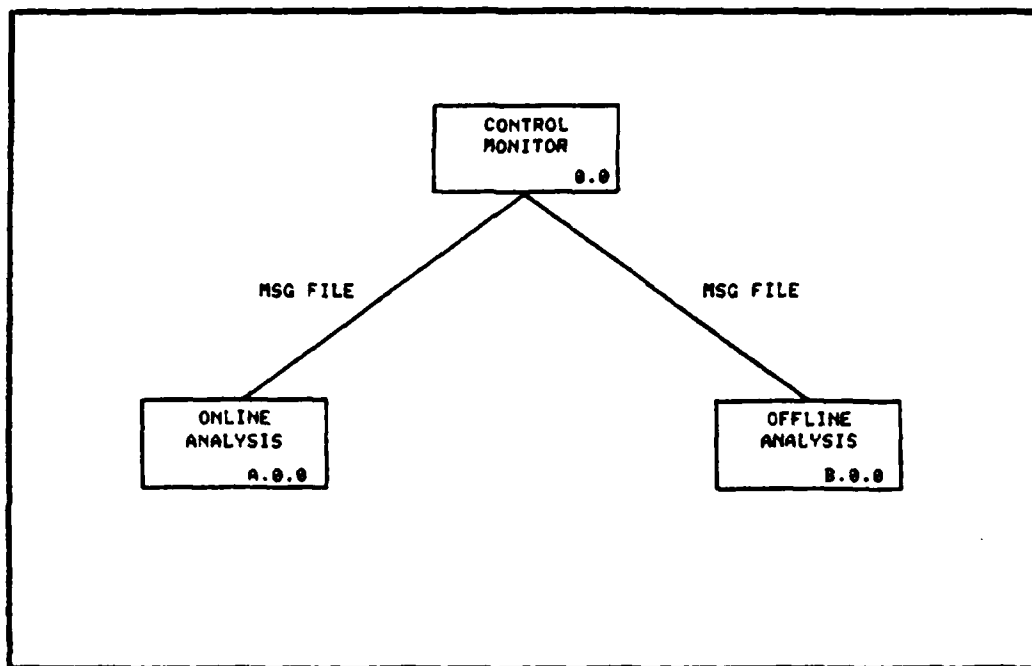 CONTROL
MONITOR
0.0
MSG FILE
MSG FILE
ONLINE
ANALYSIS
A.0.0
OFFLINE
ANALYSIS
B.0.0